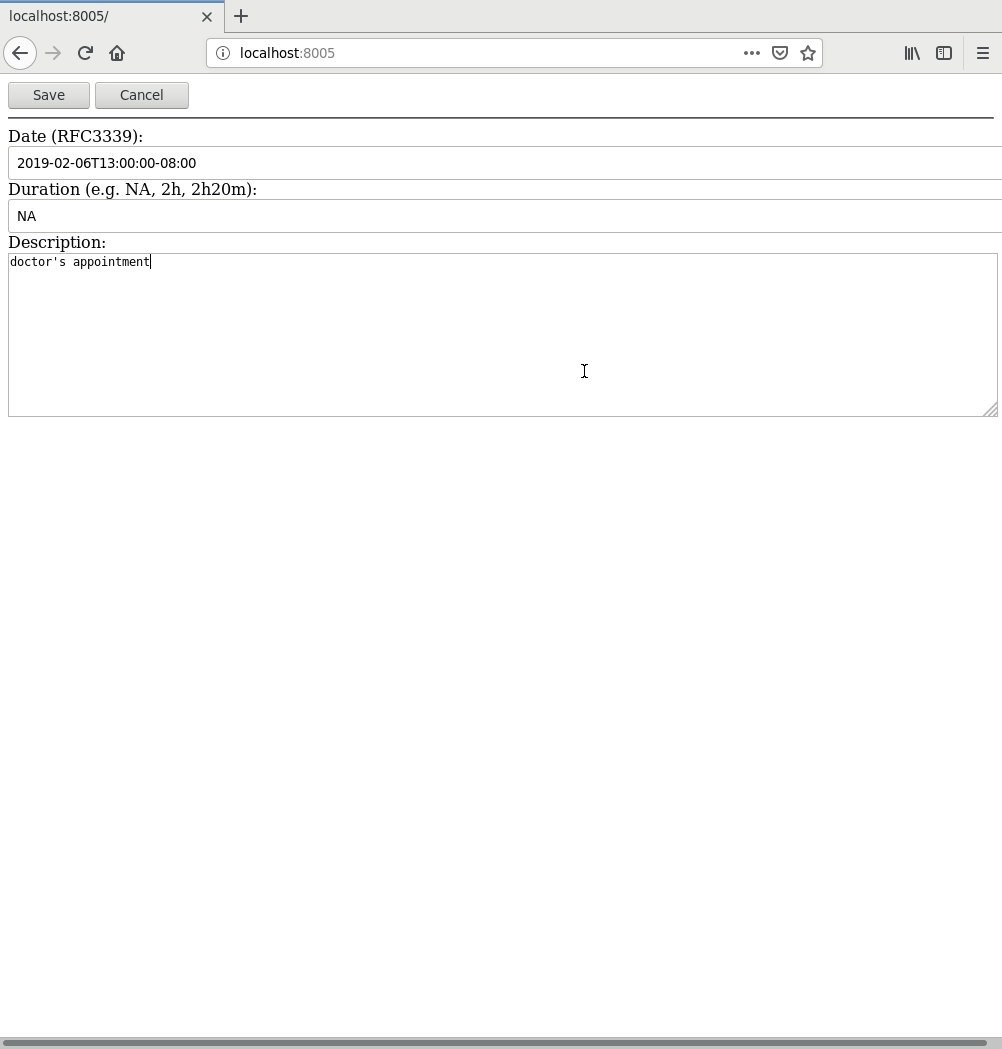 localhost:8005/
localhost:8005
Save Cancel
Date (RFC3339):
2019-02-06T13:00:00-08:00
Duration (e.g. NA, 2h, 2h20m):
NA
Description:
doctor's appointment